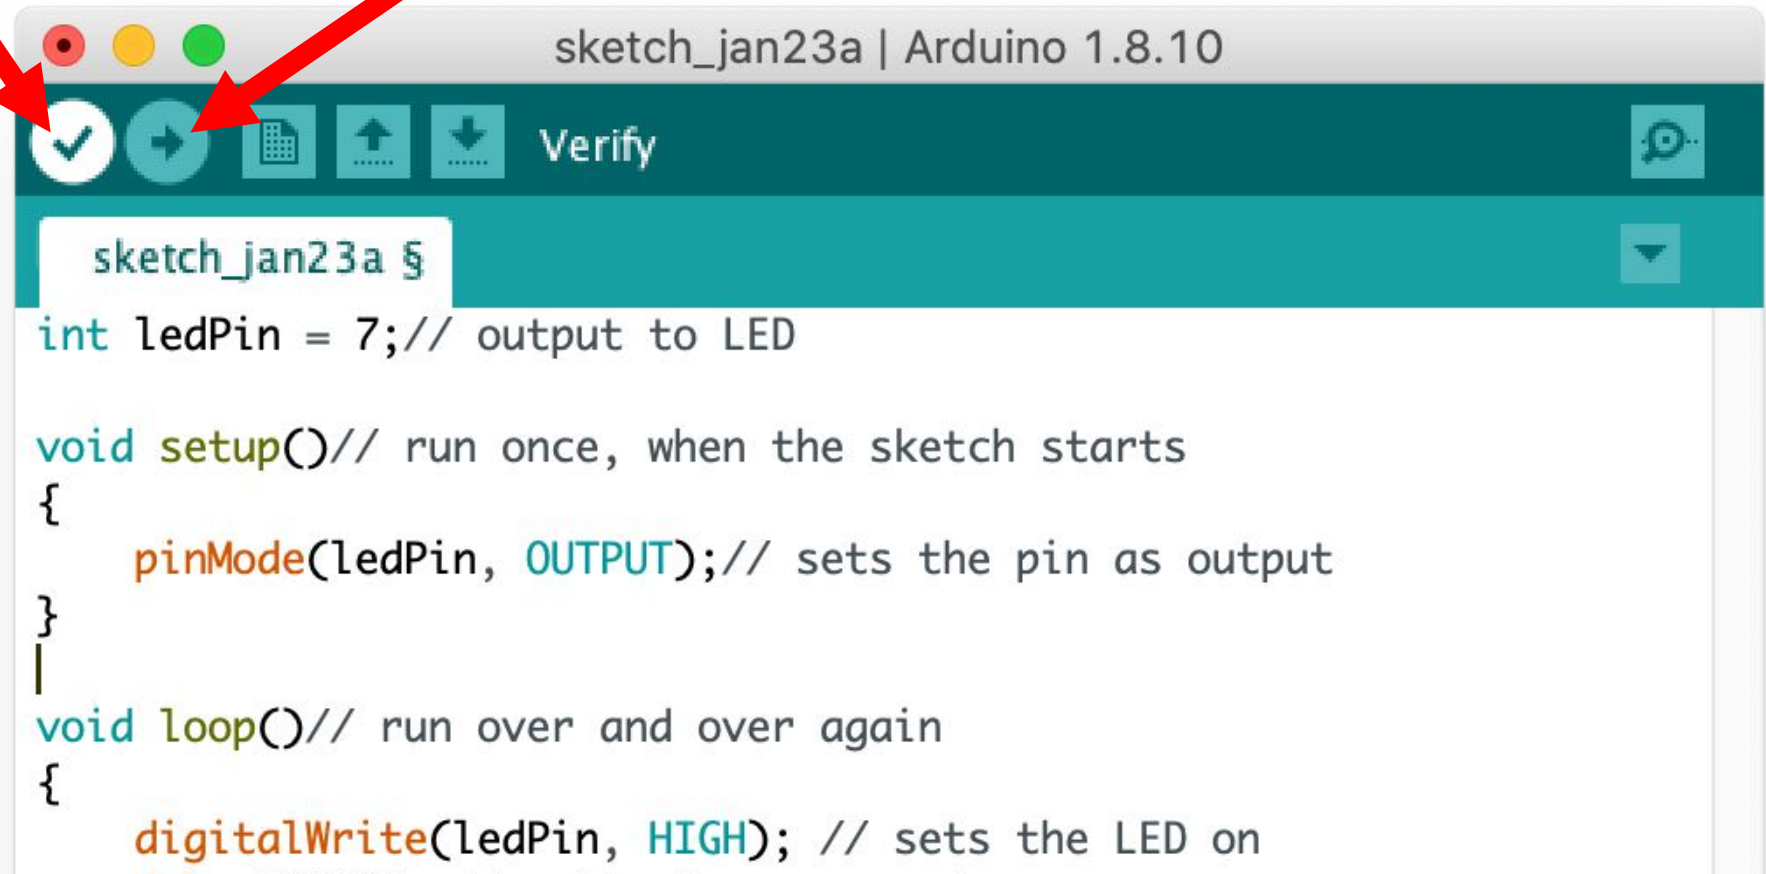 sketch_jan23a | Arduino 1.8.10
Verify
sketch_jan23a §
int ledPin = 7;// output to LED
void setup()// run once, when the sketch starts
{
pinMode(ledPin, OUTPUT);// sets the pin as output
}
void loop()// run over and over again
{
digitalWrite(ledPin, HIGH); // sets the LED on